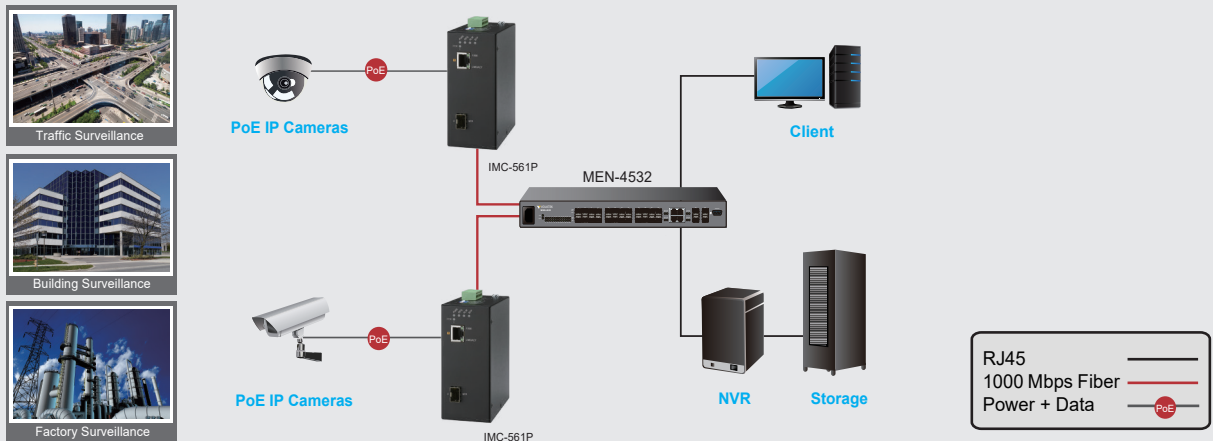 Traffic Surveillance
Building Surveillance
Factory Surveillance
PoE
PoE IP Cameras
IMC-561P
MEN-4532
Client
PoE
PoE IP Cameras
IMC-561P
NVR
Storage
RJ45
1000 Mbps Fiber
Power + Data
PoE